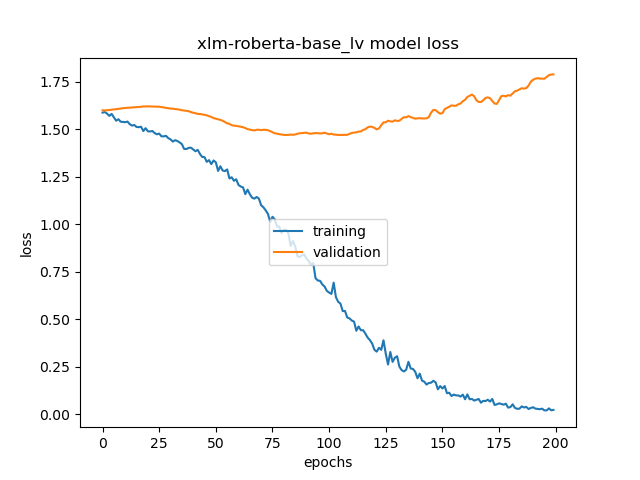 xlm-roberta-base_lv model loss
1.75
1.50
1.25
1.00
0.75
0.50
0.25
0.00
loss
training
validation
0 25 50 75 100 125 150 175 200
epochs